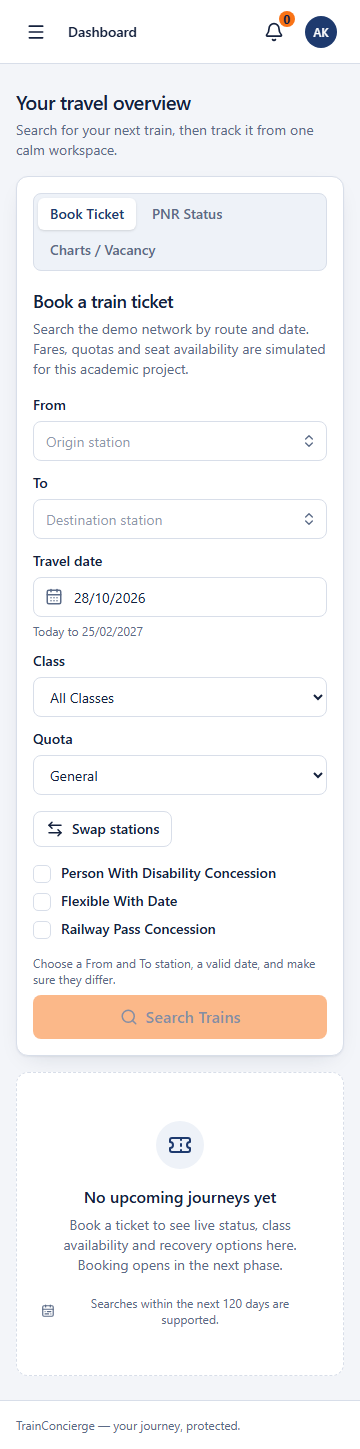 Dashboard
0
AK
Your travel overview
Search for your next train, then track it from one
calm workspace.
Book Ticket
PNR Status
Charts / Vacancy
Book a train ticket
Search the demo network by route and date.
Fares, quotas and seat availability are simulated
for this academic project.
From
Origin station
To
Destination station
Travel date
28/10/2026
Today to 25/02/2027
Class
All Classes
Quota
General
Swap stations
Person With Disability Concession
Flexible With Date
Railway Pass Concession
Choose a From and To station, a valid date, and make
sure they differ.
Search Trains
No upcoming journeys yet
Book a ticket to see live status, class
availability and recovery options here.
Booking opens in the next phase.
Searches within the next 120 days are
supported.
TrainConcierge — your journey, protected.